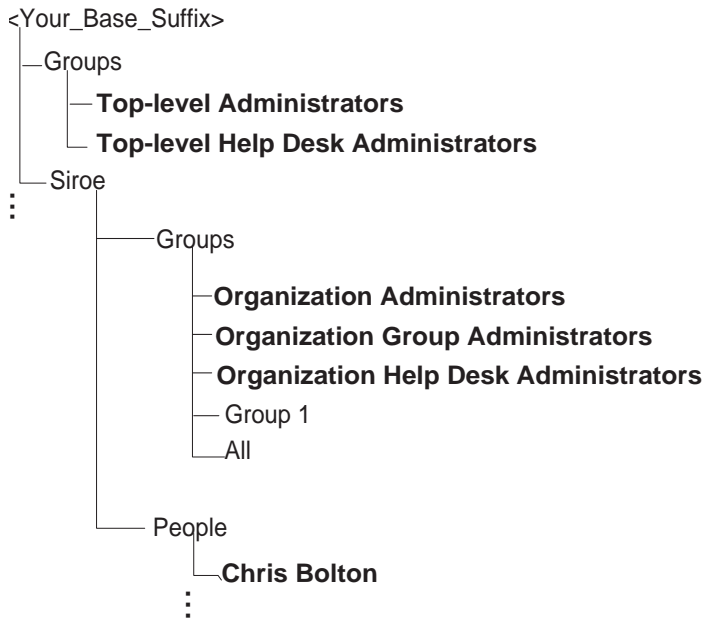 <Your_Base_Suffix>
Groups
Top-level Administrators
Top-level Help Desk Administrators
Siroe
Groups
Organization Administrators
Organization Group Administrators
Organization Help Desk Administrators
Group 1
All
People
Chris Bolton